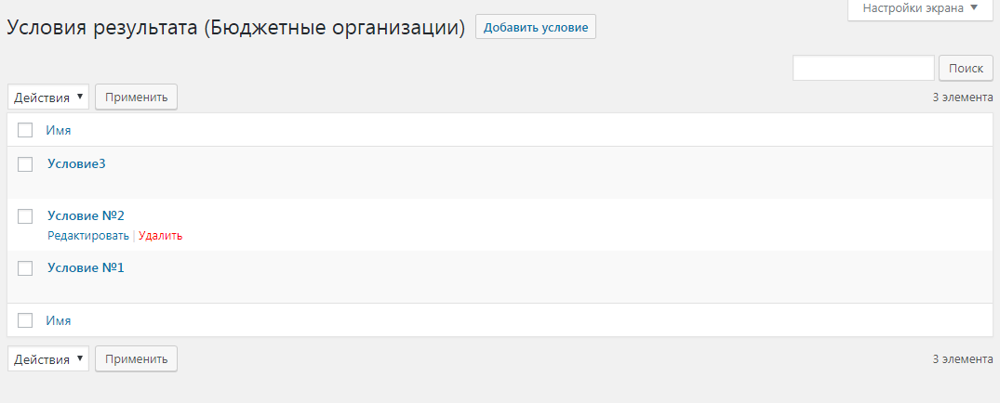 Настройки экрана
Условия результата (Бюджетные организации) Добавить условие
Поиск
Действия Применить 3 элемента
Имя
Условие3
Условие №2
Редактировать | Удалить
Условие №1
Имя
Действия Применить 3 элемента